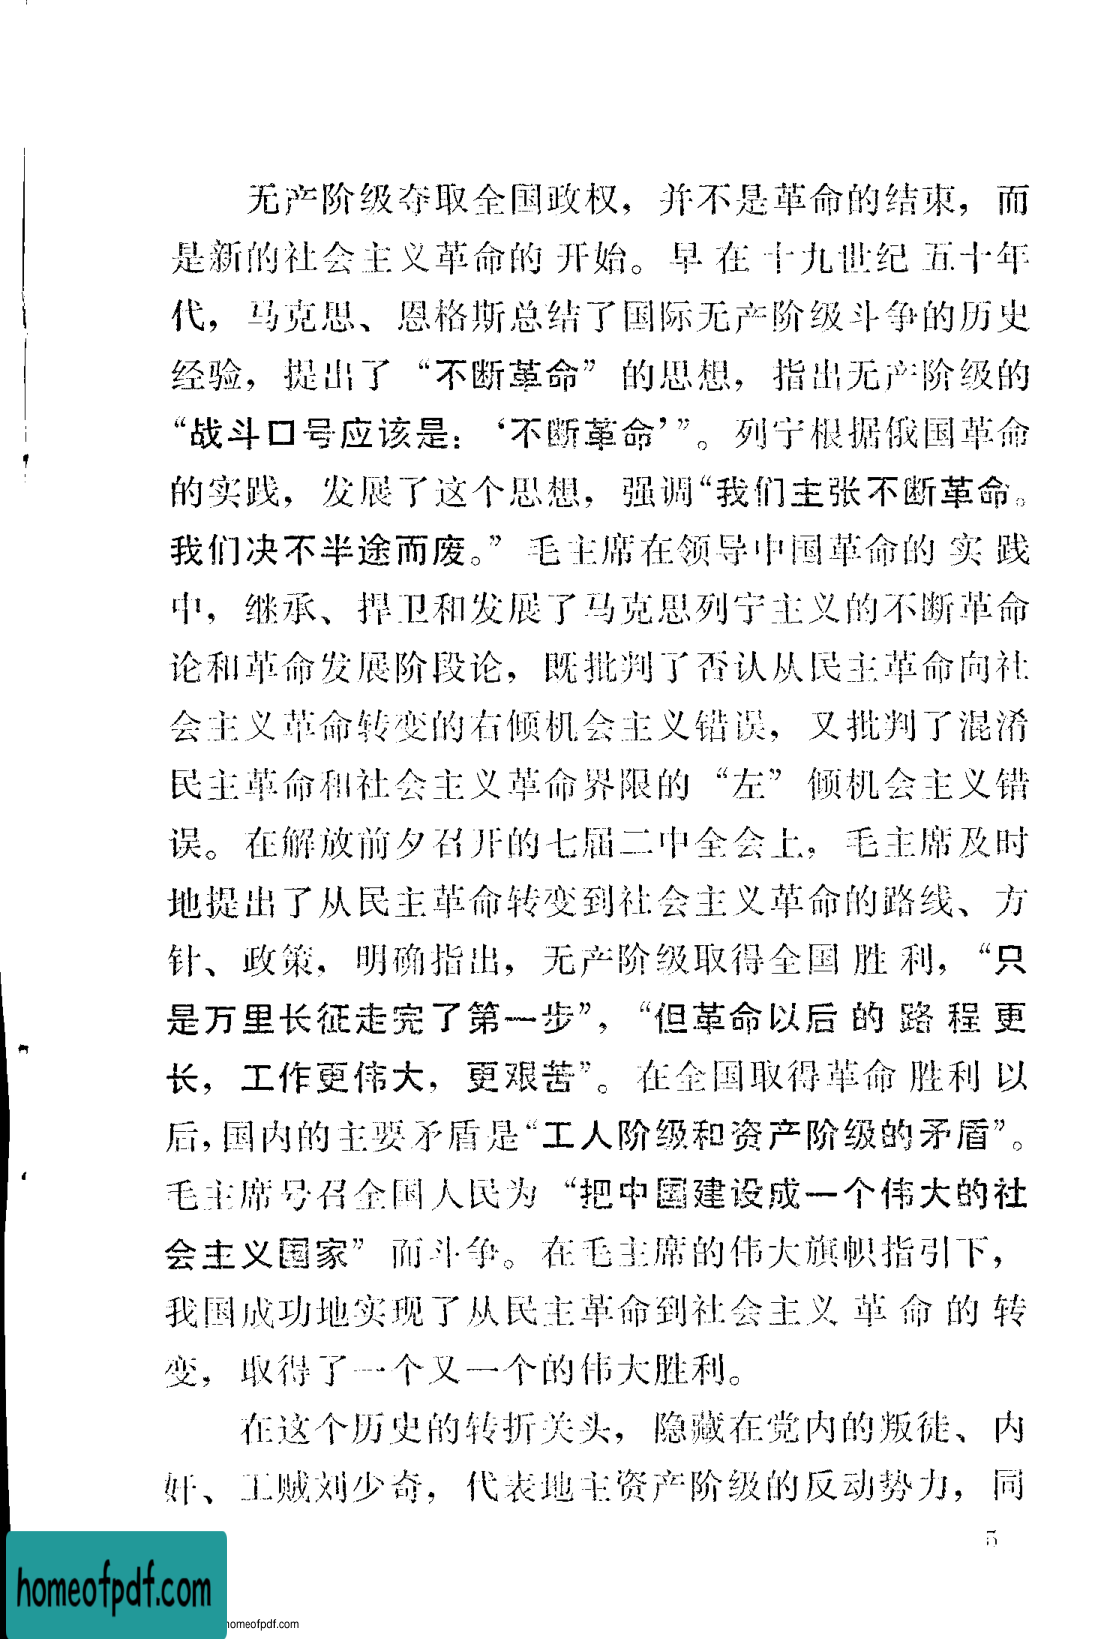 无产阶级夺取全国政权，并不是革命的结束，而
是新的社会主义革命的开始。早在十九世纪五十年
代，马克思、恩格斯总结了国际无产阶级斗争的历史
经验，提出了“不断革命”的思想，指出无产阶级的
“战斗口号应该是：‘不断革命’”。列宁根据俄国革命
的实践，发展了这个思想，强调“我们主张不断革命。
我们决不半途而废。”毛主席在领导中国革命的实践
中，继承、捍卫和发展了马克思列宁主义的不断革命
论和革命发展阶段论，既批判了否认从民主革命向社
会主义革命转变的右倾机会主义错误，又批判了混淆
民主革命和社会主义革命界限的“左”倾机会主义错
误。在解放前夕召开的七届二中全会上，毛主席及时
地提出了从民主革命转变到社会主义革命的路线、方
针、政策，明确指出，无产阶级取得全国胜利，“只
是万里长征走完了第一步”，“但革命以后的路程更
长，工作更伟大，更艰苦”。在全国取得革命胜利以
后，国内的主要矛盾是“工人阶级和资产阶级的矛盾”。
毛主席号召全国人民为“把中国建设成一个伟大的社
会主义国家”而斗争。在毛主席的伟大旗帜指引下，
我国成功地实现了从民主革命到社会主义革命的转
变，取得了一个又一个的伟大胜利。
在这个历史的转折关头，隐藏在党内的叛徒、内
奸、工贼刘少奇，代表地主资产阶级的反动势力，同
5
homeofpdf.com
homeofpdf.com